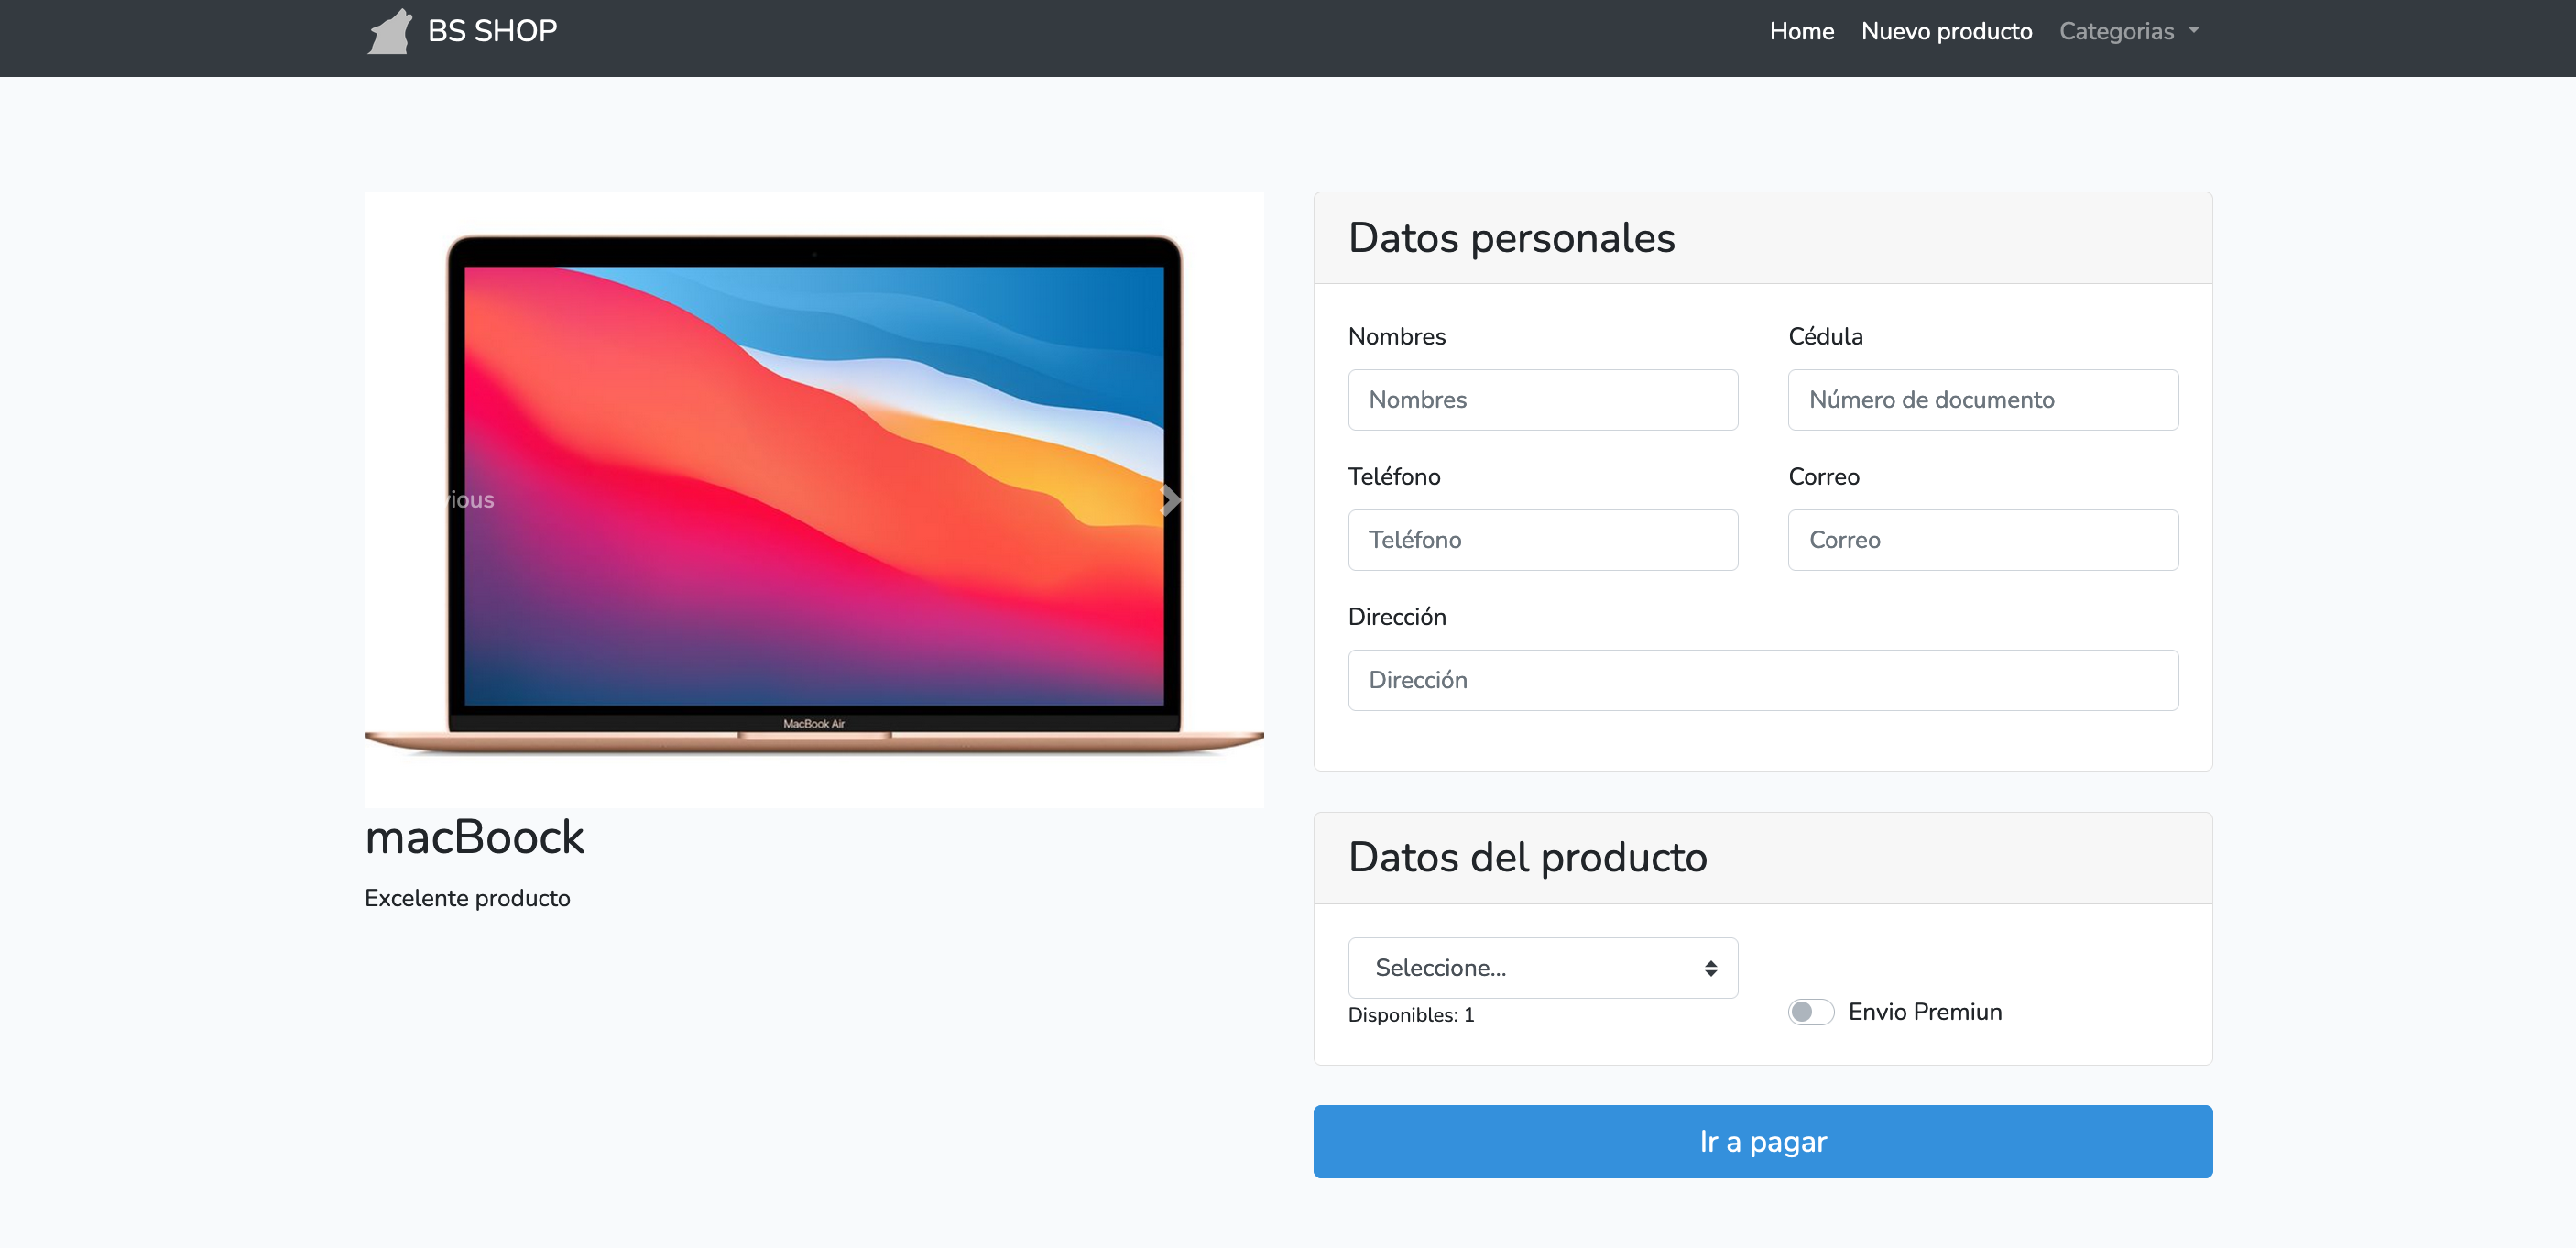 BS SHOP
Home Nuevo producto Categorias
vious
MacBook Air
macBoock
Excelente producto
Datos personales
Nombres Cédula
Nombres Número de documento
Teléfono Correo
Teléfono Correo
Dirección
Dirección
Datos del producto
Seleccione...
Disponibles: 1
Envio Premiun
Ir a pagar